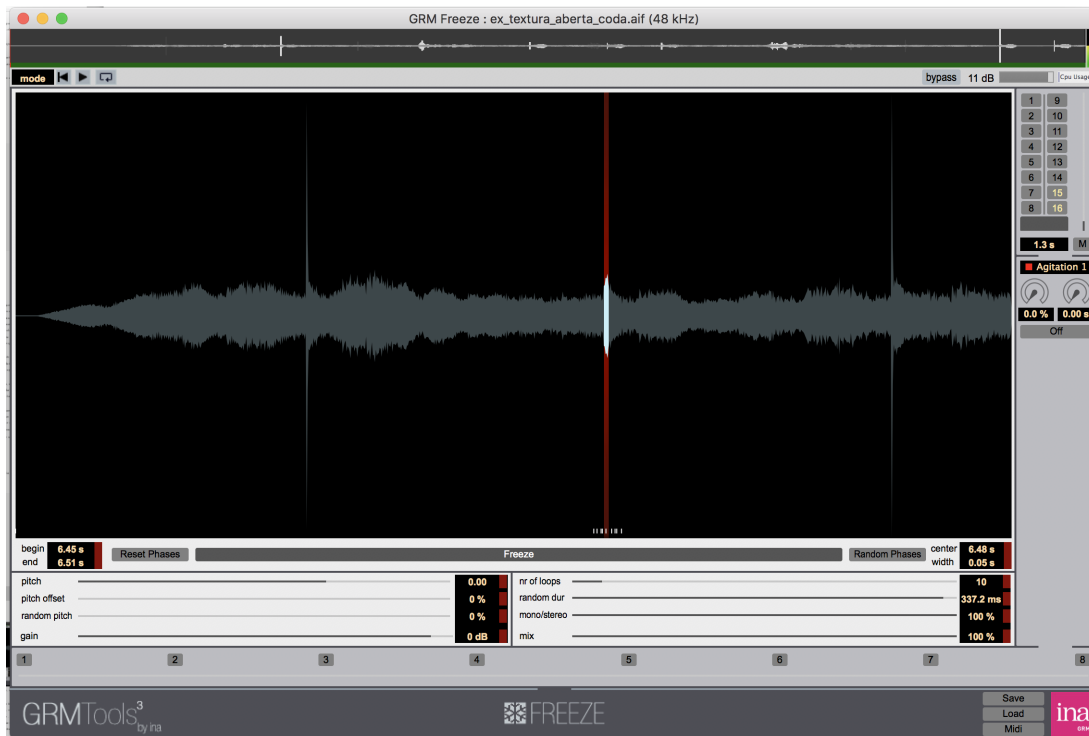 GRM Freeze : ex_textura_aberta_coda.aif (48 kHz)
mode bypass 11 dB Cpu Usage
1 9
2 10
3 11
4 12
5 13
6 14
7 15
8 16
1.3 s M
Agitation 1
0.0 % 0.00 s
Off
begin 6.45 s Reset Phases Freeze Random Phases center 6.48 s
end 6.51 s width 0.05 s
pitch 0.00 nr of loops 10
pitch offset 0 % random dur 337.2 ms
random pitch 0 % mono/stereo 100 %
gain 0 dB mix 100 %
1 2 3 4 5 6 7 8
GRMTools3 by ina FREEZE
Save
Load
Midi
ina
GRM